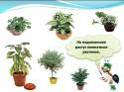 На подоконнике
растут комнатные
растения.